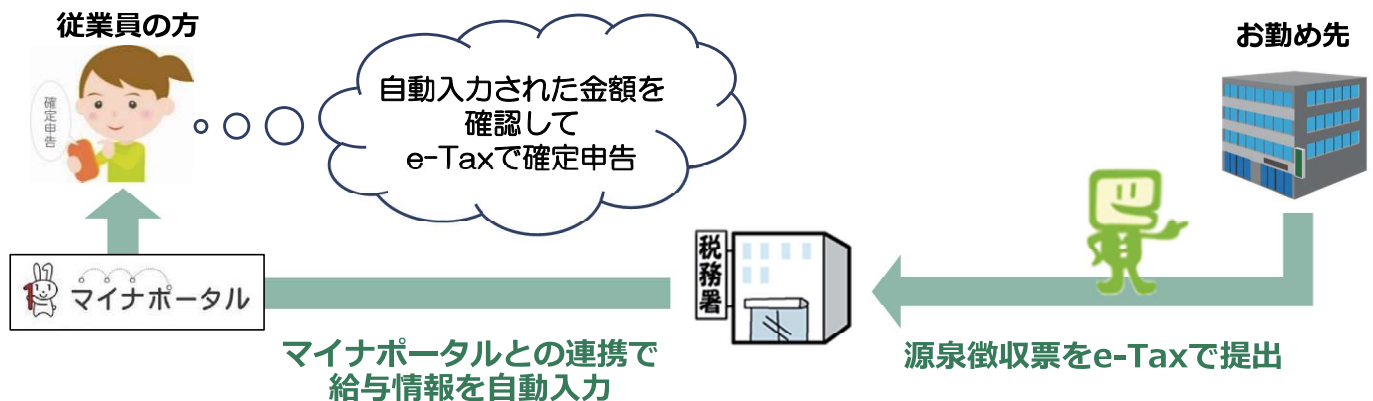 従業員の方
お勤め先
確定申告
自動入力された金額を
確認して
e-Taxで確定申告
税務署
マイナポータル
マイナポータルとの連携で
給与情報を自動入力
源泉徴収票をe-Taxで提出